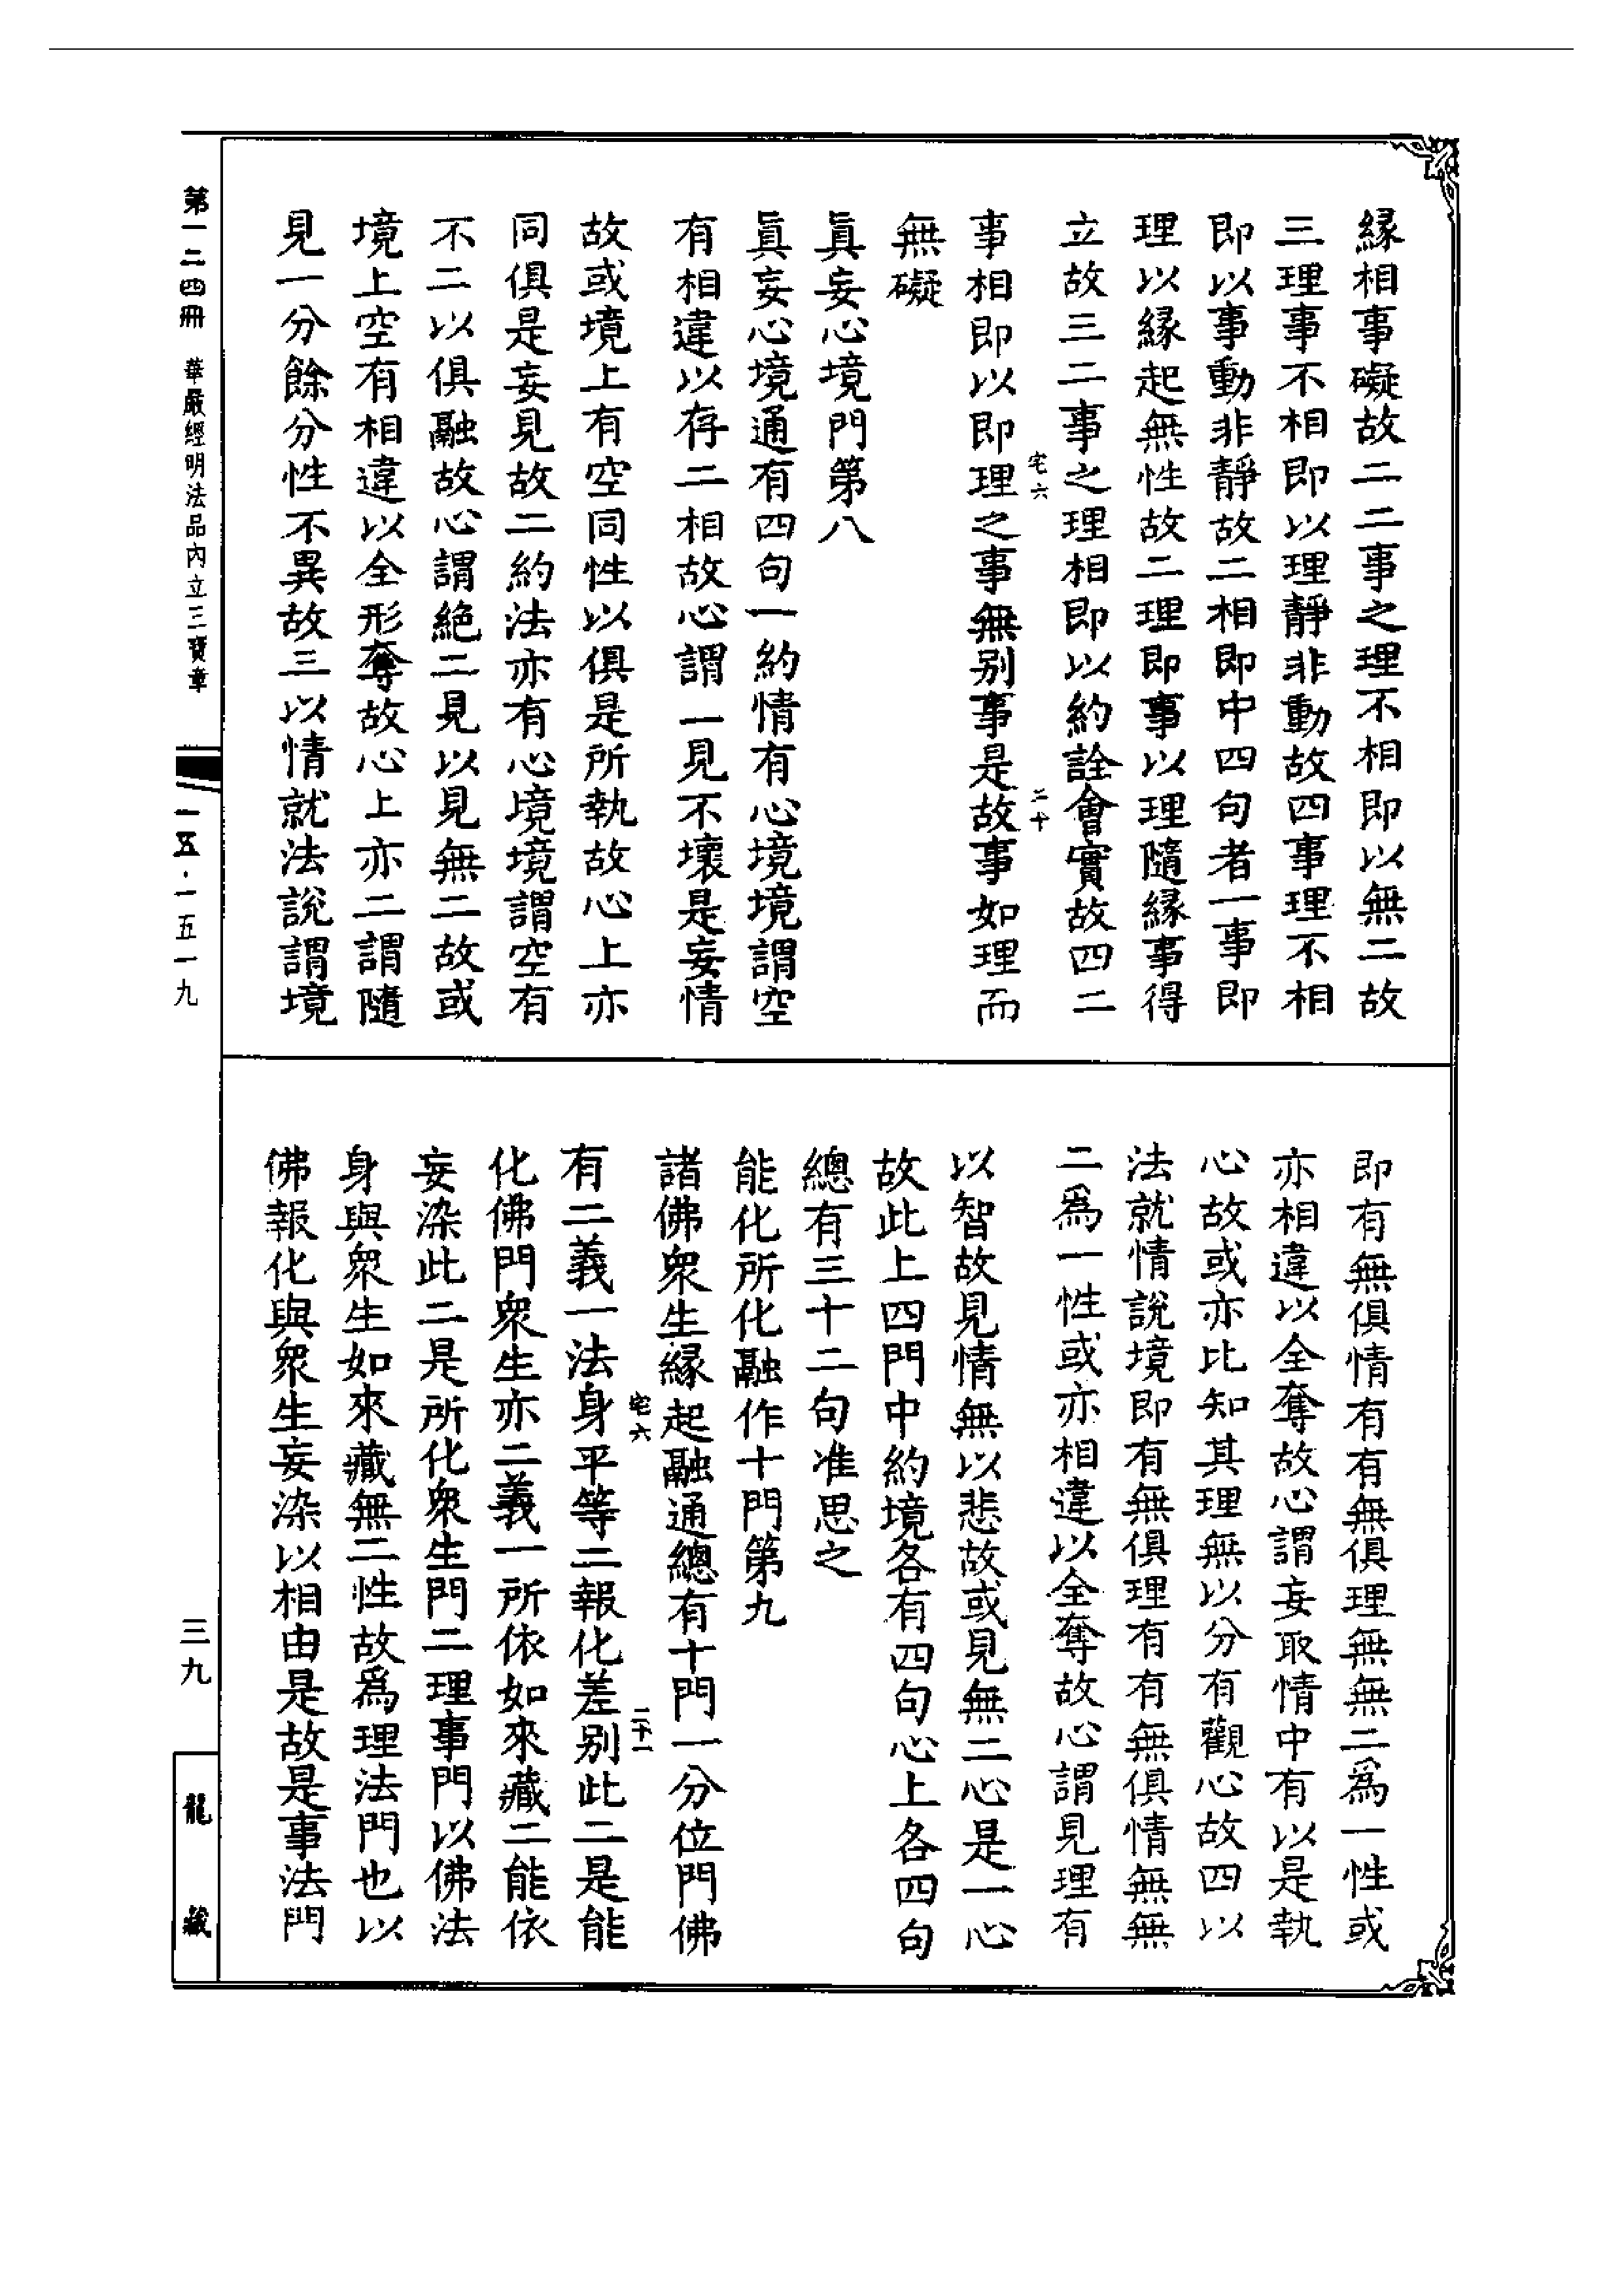 縁相事礙故二二事之理不相即以無二故
三理事不相即以理靜非動故四事理不相
即以事動非靜故二相即中四句者一事即
理以縁起無性故二理即事以理隨縁事得
立故三二事之理相即以約詮會實故四二
宅六
二十
事相即以即理之事無别事是故事如理而
無礙
眞妄心境門第八
眞妄心境通有四句一約情有心境境謂空
有相違以存二相故心謂一見不壞是妄情
故或境上有空同性以俱是所執故心上亦
同俱是妄見故二約法亦有心境境謂空有
不二以俱融故心謂絶二見以見無二故或
境上空有相違以全形奪故心上亦二謂隨
見一分餘分性不異故三以情就法說謂境
即有無俱情有有無俱理無無二爲一性或
亦相違以全奪故心謂妄取情中有以是執
心故或亦比知其理無以分有觀心故四以
法就情說境即有無俱理有有無俱情無無
二爲一性或亦相違以全奪故心謂見理有
以智故見情無以悲故或見無二心是一心
故此上四門中約境各有四句心上各四句
總有三十二句准思之
能化所化融作十門第九
諸佛衆生縁起融通總有十門一分位門佛
宅六
二十一
有二義一法身平等二報化差别此二是能
化佛門衆生亦二義一所依如來藏二能依
妄染此二是所化衆生門二理事門以佛法
身與衆生如來藏無二性故爲理法門也以
佛報化與衆生妄染以相由是故是事法門
第一二四冊 華嚴經明法品內立三寶章
一五·一五一九
三九
龍藏